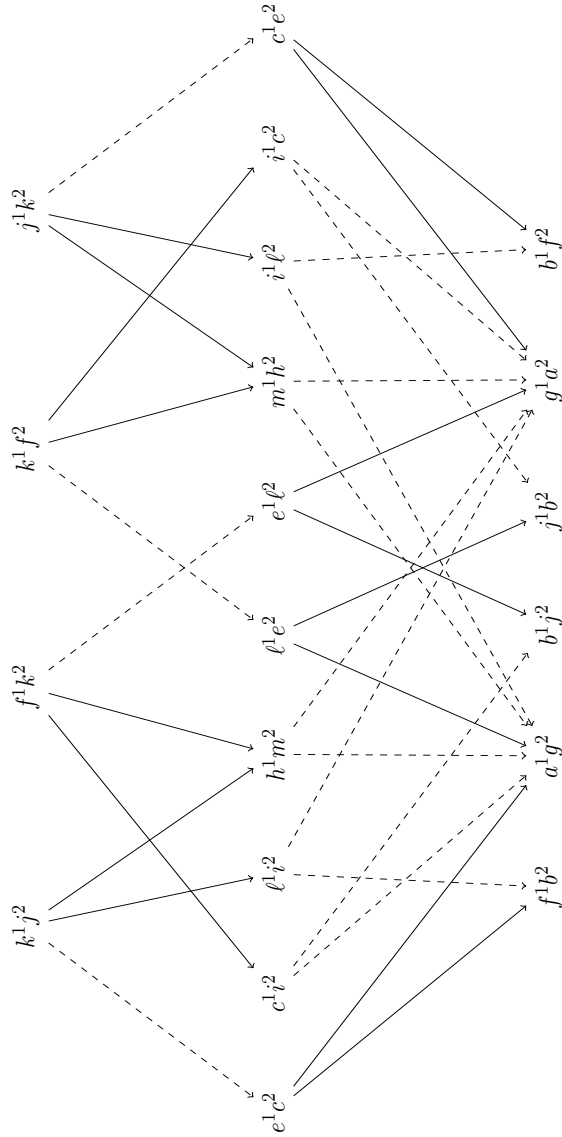 k¹j² f¹k² k¹f² j¹k²
e¹c² c¹i² ℓ¹i² h¹m² ℓ¹e² e¹ℓ² m¹h² i¹ℓ² i¹c² c¹e²
f¹b² a¹g² b¹j² j¹b² g¹a² b¹f²